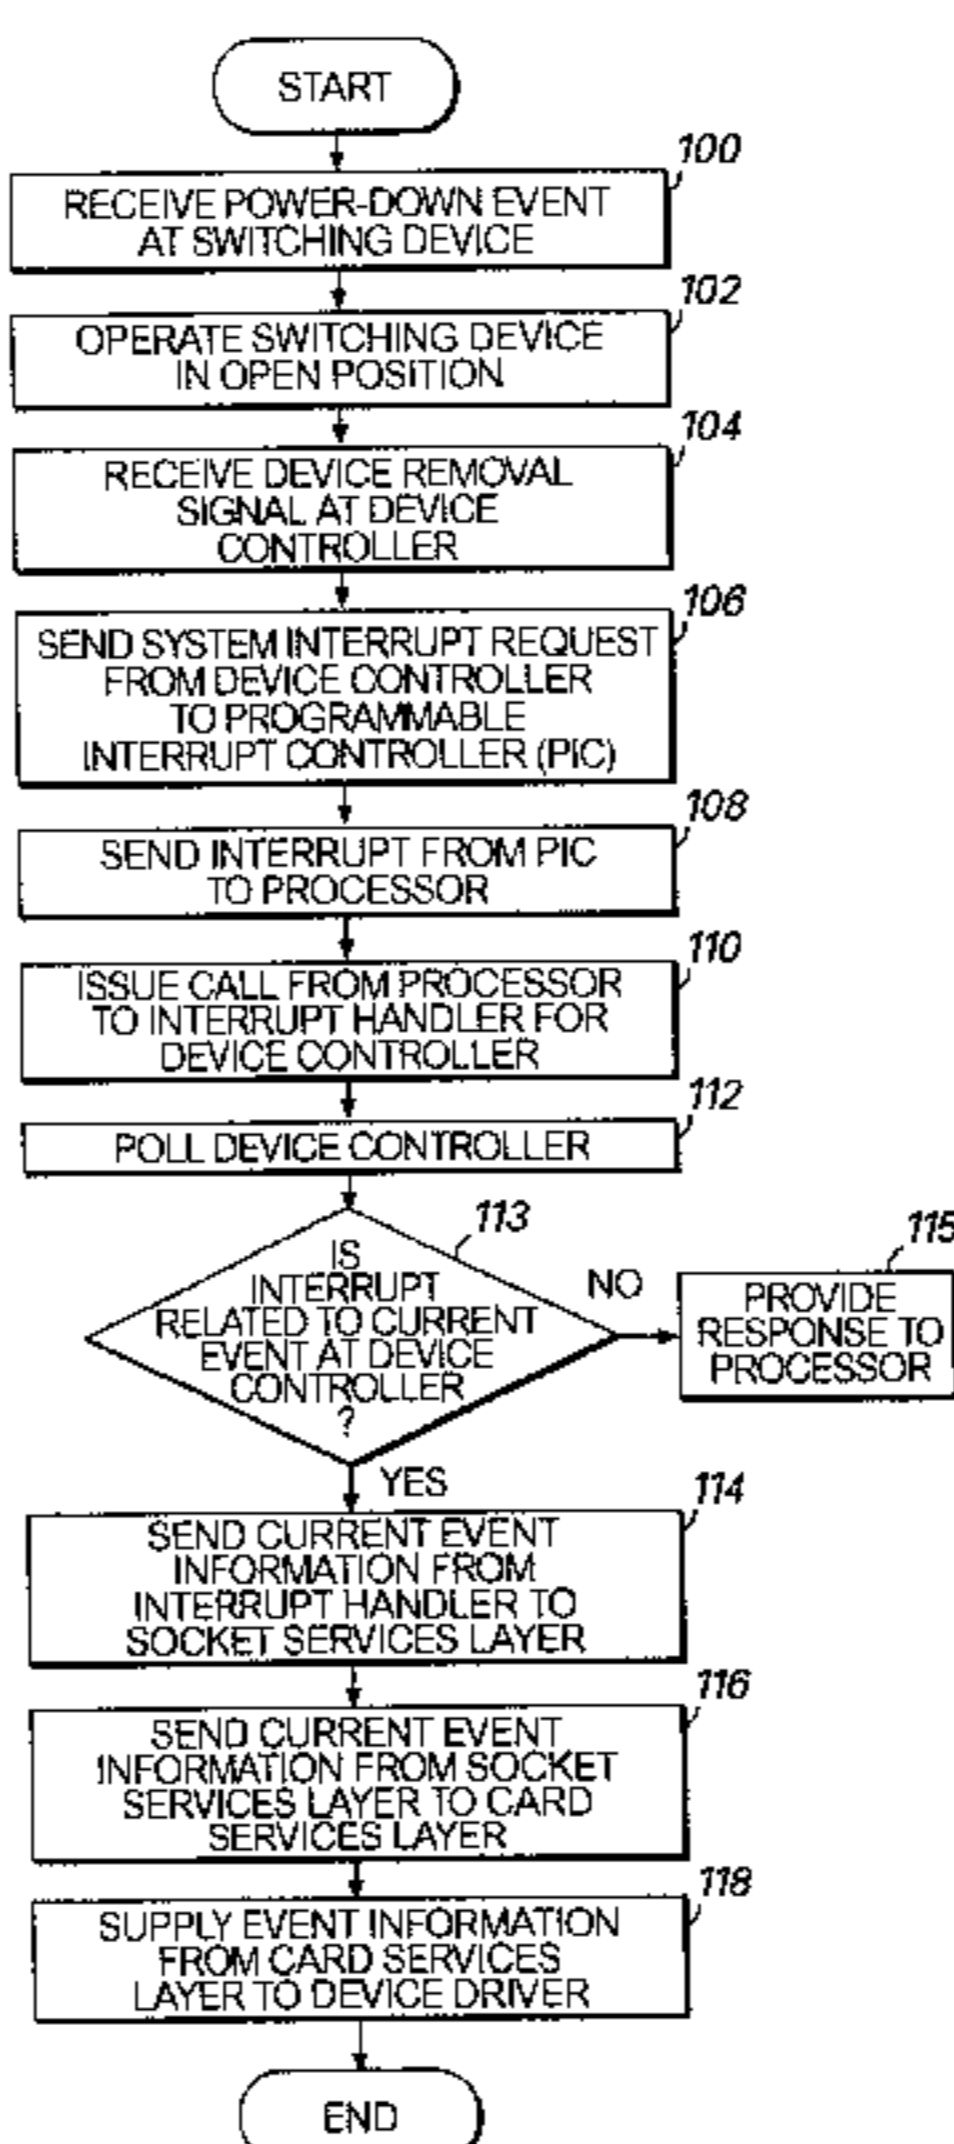 START
100
RECEIVE POWER-DOWN EVENT
AT SWITCHING DEVICE
102
OPERATE SWITCHING DEVICE
IN OPEN POSITION
104
RECEIVE DEVICE REMOVAL
SIGNAL AT DEVICE
CONTROLLER
106
SEND SYSTEM INTERRUPT REQUEST
FROM DEVICE CONTROLLER
TO PROGRAMMABLE
INTERRUPT CONTROLLER (PIC)
108
SEND INTERRUPT FROM PIC
TO PROCESSOR
110
ISSUE CALL FROM PROCESSOR
TO INTERRUPT HANDLER FOR
DEVICE CONTROLLER
112
POLL DEVICE CONTROLLER
113
IS
INTERRUPT
RELATED TO CURRENT
EVENT AT DEVICE
CONTROLLER
?
NO
115
PROVIDE
RESPONSE TO
PROCESSOR
YES
114
SEND CURRENT EVENT
INFORMATION FROM
INTERRUPT HANDLER TO
SOCKET SERVICES LAYER
116
SEND CURRENT EVENT
INFORMATION FROM SOCKET
SERVICES LAYER TO CARD
SERVICES LAYER
118
SUPPLY EVENT INFORMATION
FROM CARD SERVICES
LAYER TO DEVICE DRIVER
END